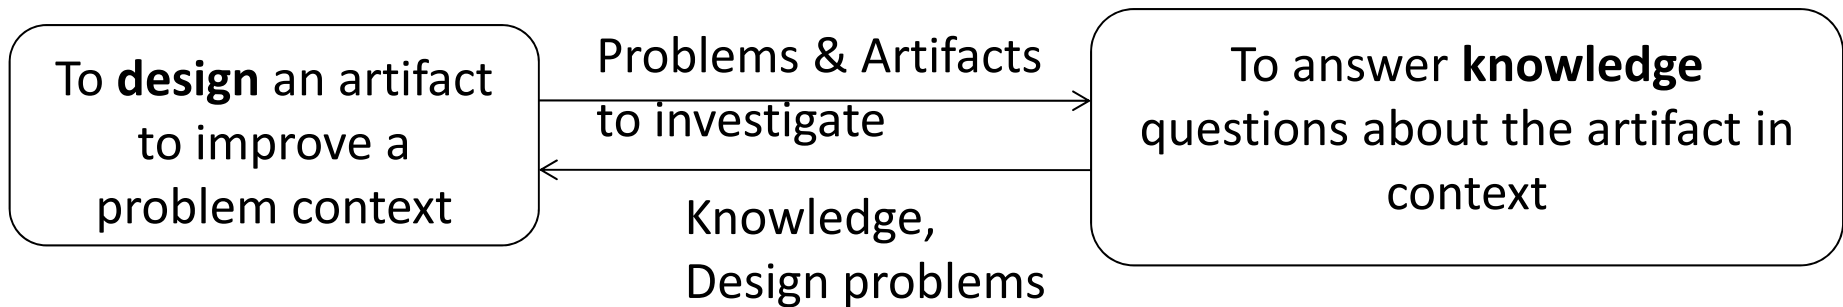 To design an artifact
to improve a
problem context
Problems & Artifacts
to investigate
Knowledge,
Design problems
To answer knowledge
questions about the artifact in
context